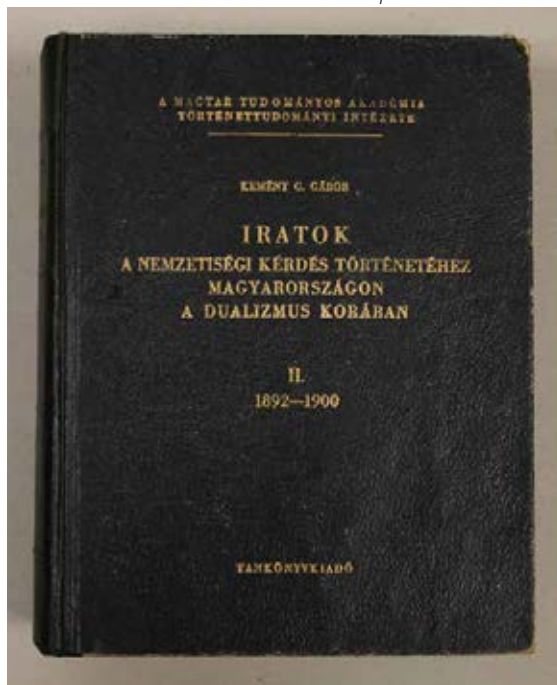 A MAGYAR TUDOMÁNYOS AKADÉMIA
TÖRTÉNETTUDOMÁNYI INTÉZETE
KEMÉNY G. GÁBOR
IRATOK
A NEMZETISÉGI KÉRDÉS TÖRTÉNETÉHEZ
MAGYARORSZÁGON
A DUALIZMUS KORÁBAN
II.
1892—1900
TANKÖNYVKIADÓ